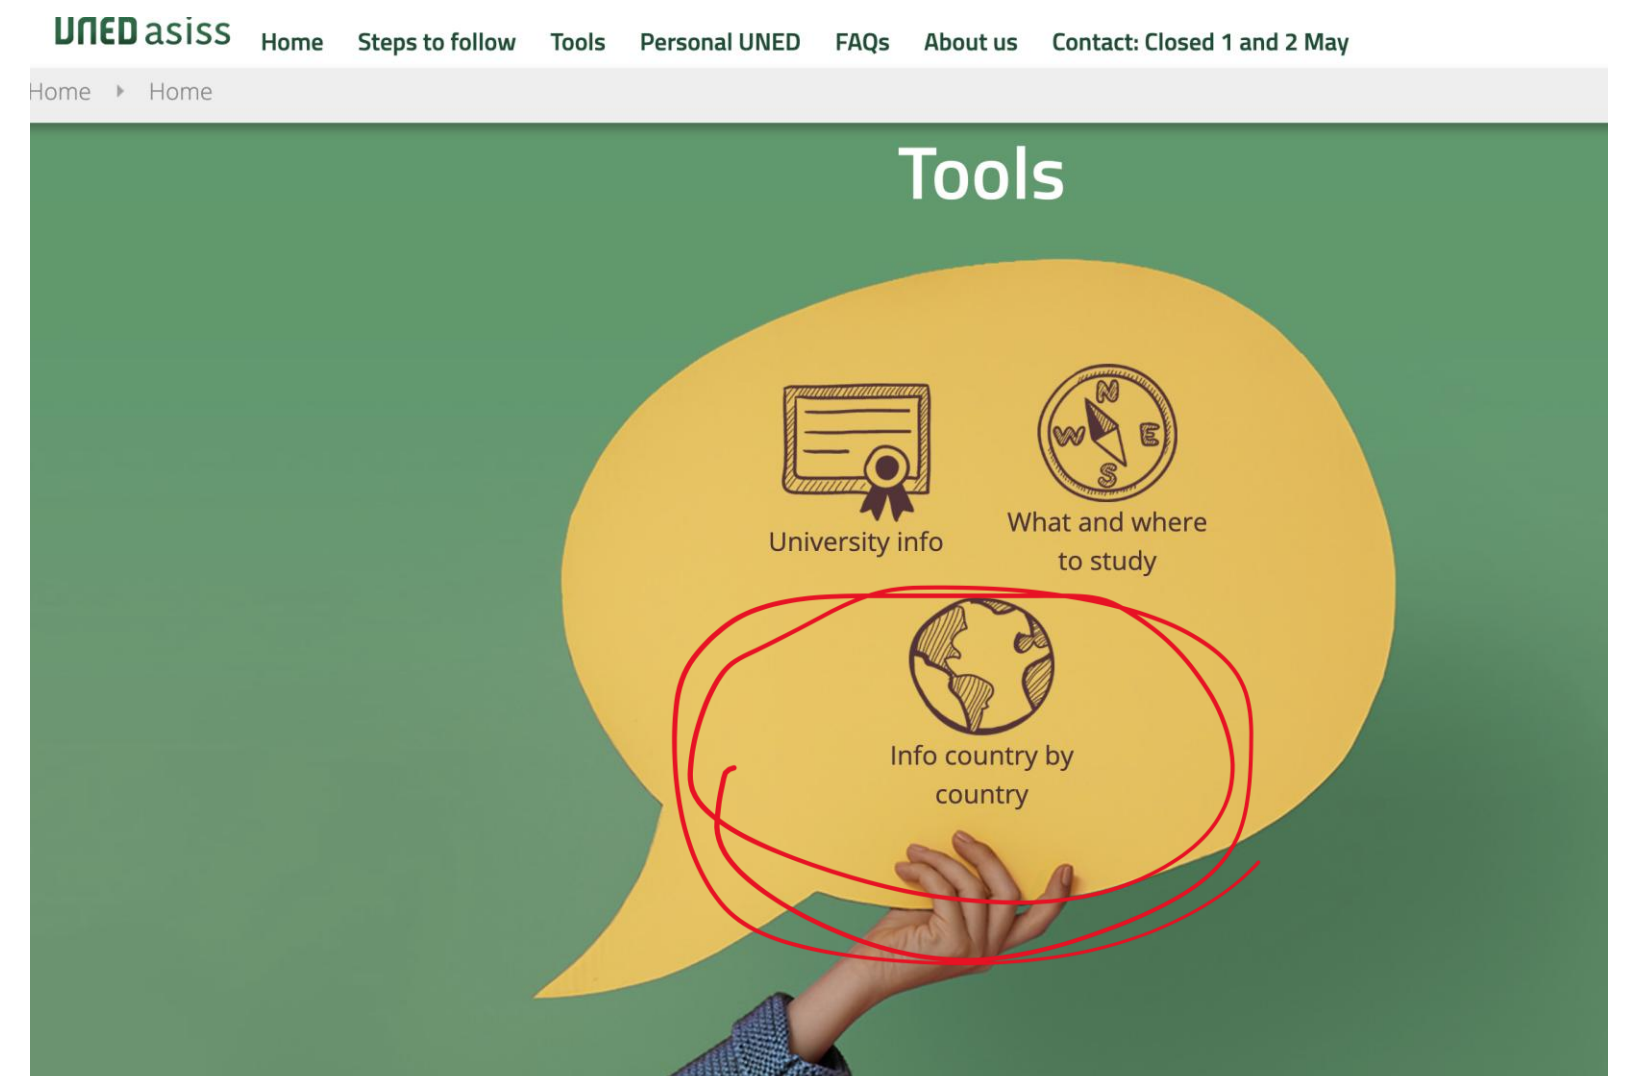 UNED asiss Home Steps to follow Tools Personal UNED FAQs About us Contact: Closed 1 and 2 May
Home Home
Tools
N
W E
S
University info
What and where
to study
Info country by
country